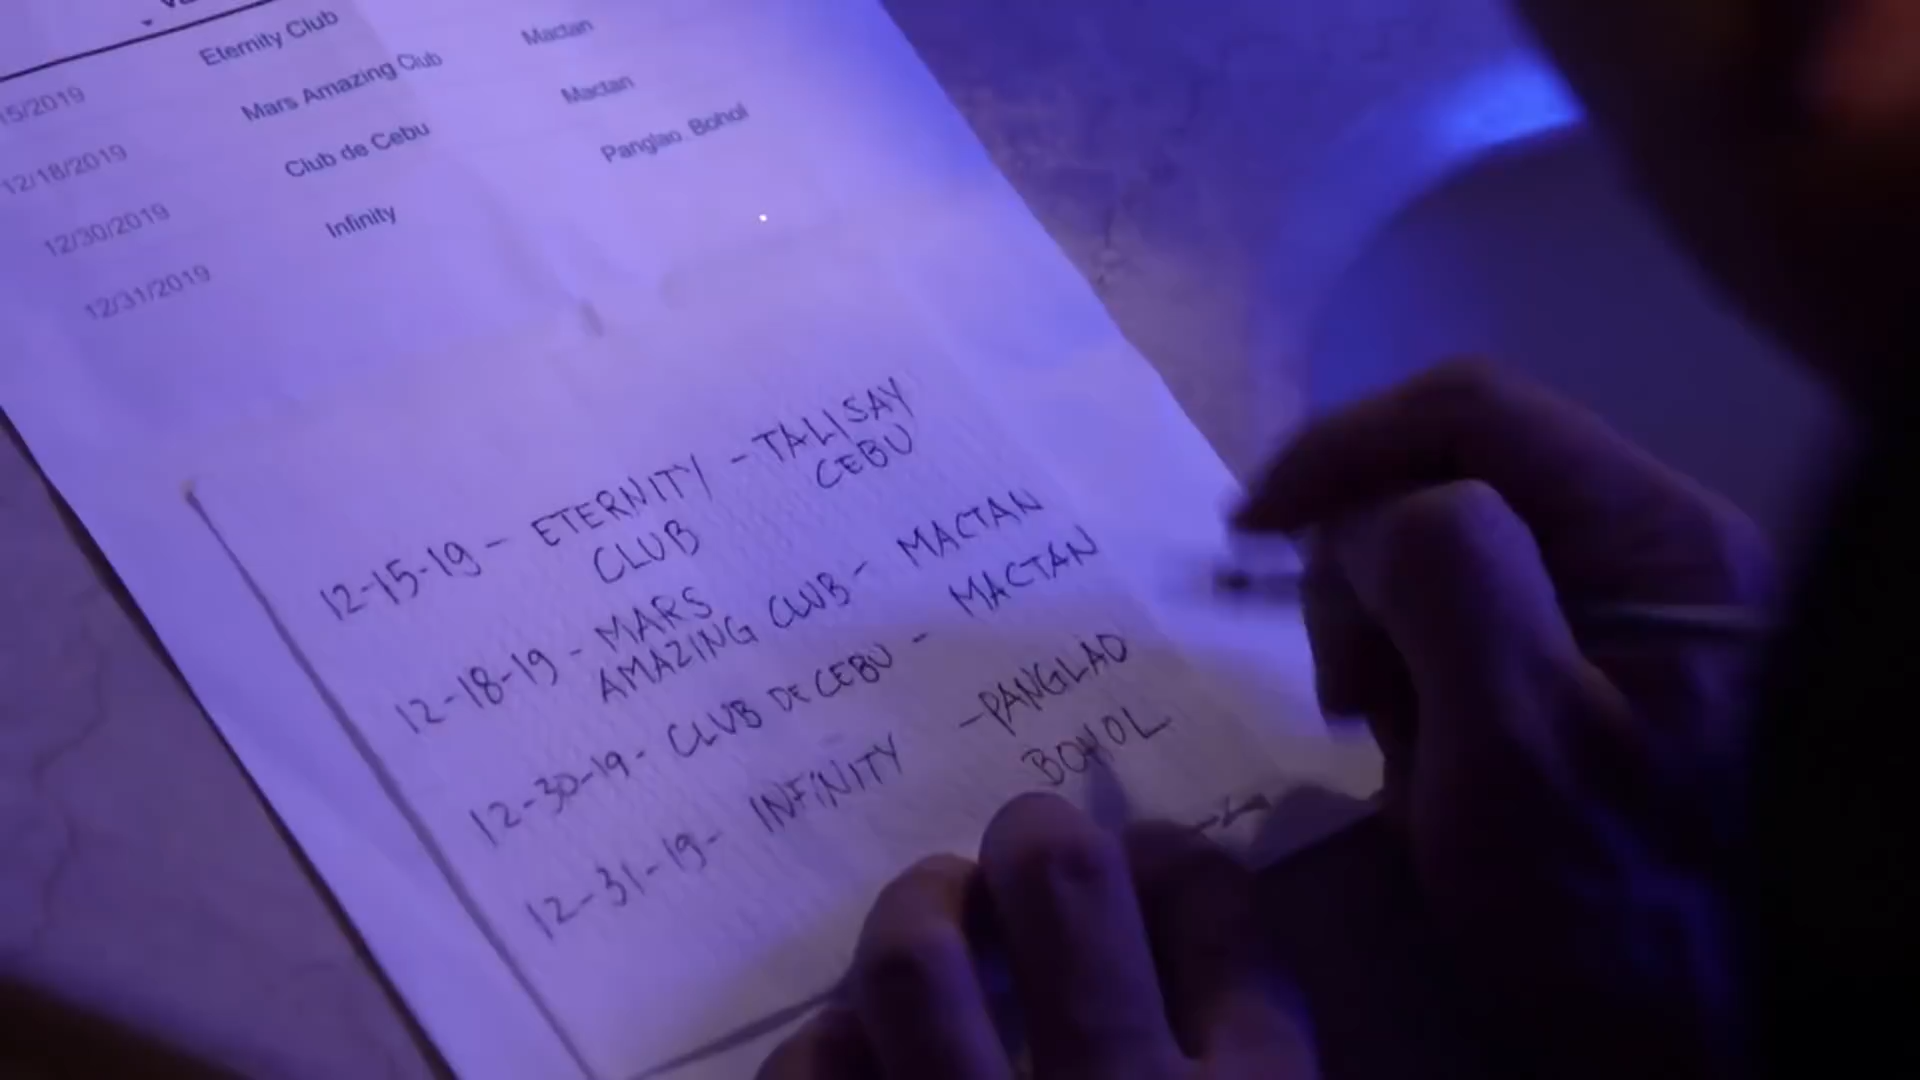 15/2019 Eternity Club Mactan
12/18/2019 Mars Amazing Club Mactan
12/30/2019 Club de Cebu Panglao, Bohol
12/31/2019 Infinity
12-15-19 - ETERNITY - TALISAY
CLUB CEBU
12-18-19 - MARS
AMAZING CLUB - MACTAN
12-30-19 - CLUB DE CEBU - MACTAN
12-31-19 - INFINITY - PANGLAO
BOHOL